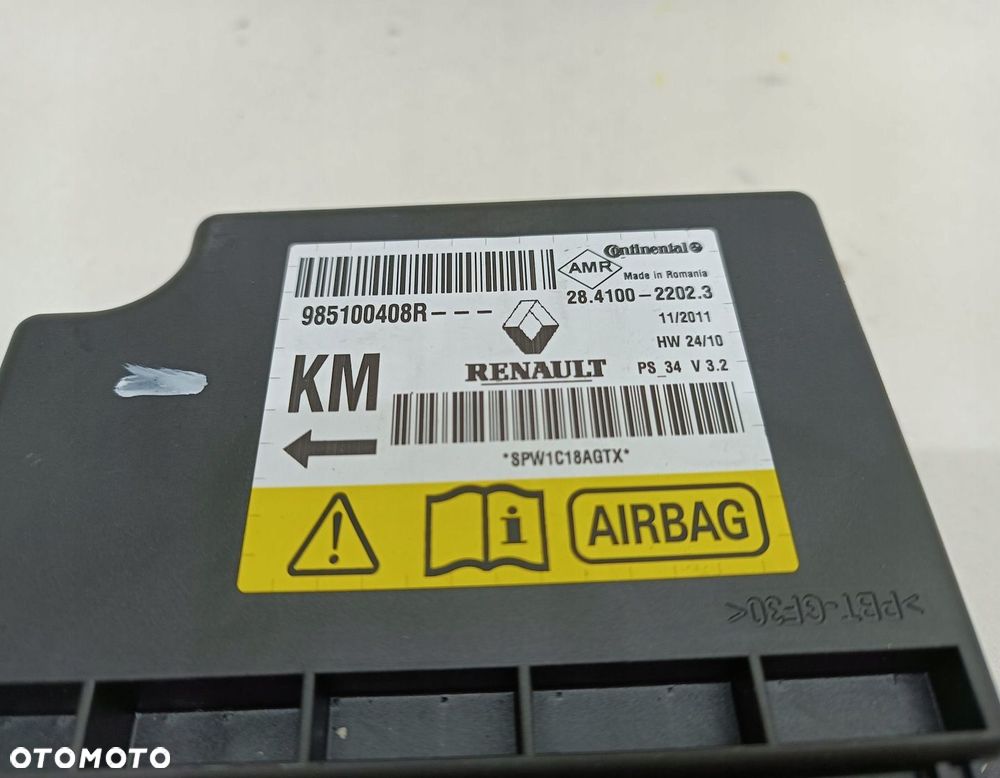 Continental
AMR
Made in Romania
985100408R---
28.4100-2202.3
11/2011
HW 24/10
KM
RENAULT
PS_34 V 3.2
*SPW1C18AGTX*
i
AIRBAG
>PBT-GF30<
OTOMOTO